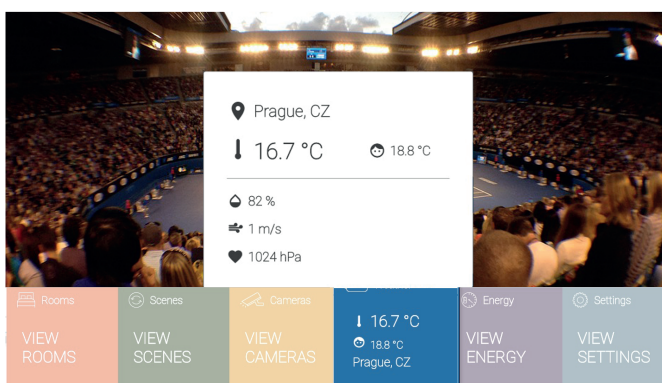 Prague, CZ
16.7 °C
18.8 °C
82 %
1 m/s
1024 hPa
Rooms
Scenes
Cameras
Energy
Settings
VIEW
ROOMS
VIEW
SCENES
VIEW
CAMERAS
16.7 °C
18.8 °C
Prague, CZ
VIEW
ENERGY
VIEW
SETTINGS